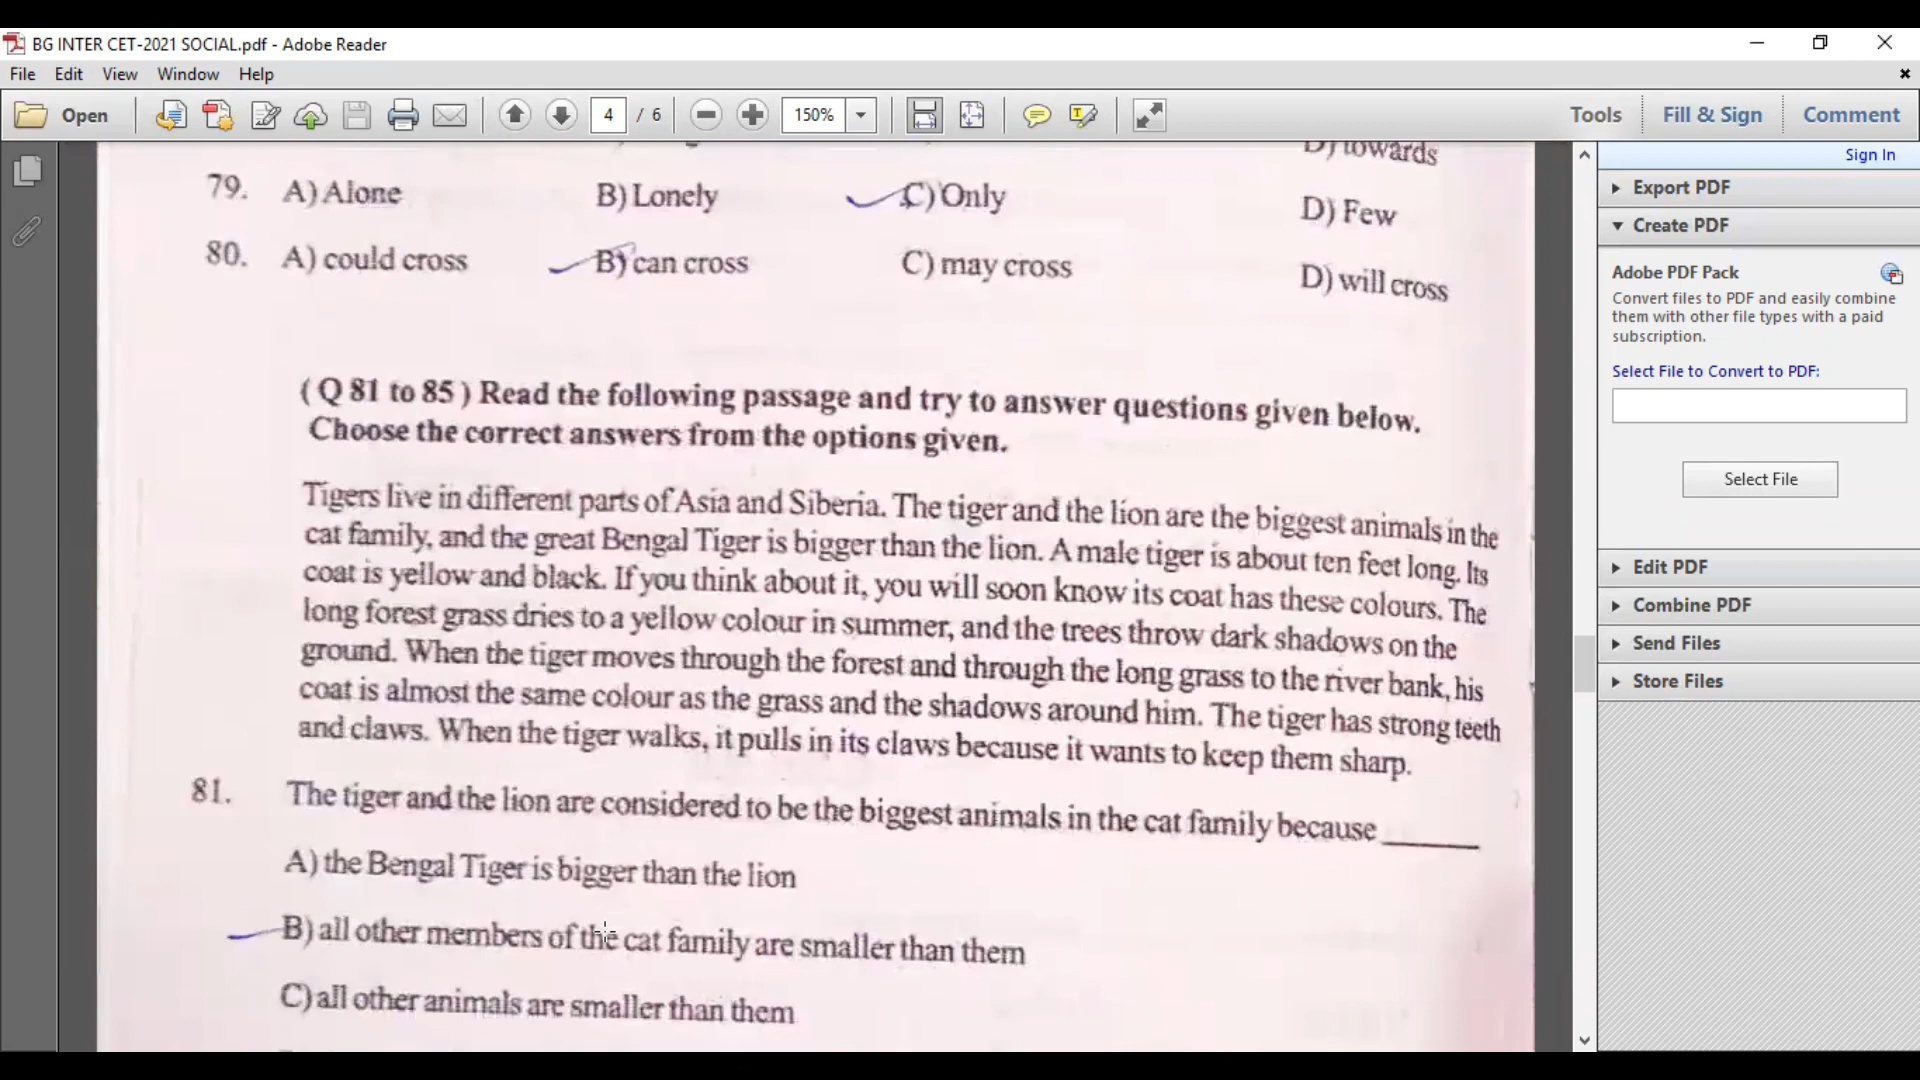 BG INTER CET-2021 SOCIAL.pdf - Adobe Reader
File Edit View Window Help
Open 4 / 6 150% Tools Fill & Sign Comment
Sign In
Export PDF
Create PDF
Adobe PDF Pack
Convert files to PDF and easily combine
them with other file types with a paid
subscription.
Select File to Convert to PDF:
Select File
Edit PDF
Combine PDF
Send Files
Store Files
D) towards
79. A) Alone B) Lonely C) Only D) Few
80. A) could cross B) can cross C) may cross D) will cross
( Q 81 to 85 ) Read the following passage and try to answer questions given below.
Choose the correct answers from the options given.
Tigers live in different parts of Asia and Siberia. The tiger and the lion are the biggest animals in the
cat family, and the great Bengal Tiger is bigger than the lion. A male tiger is about ten feet long. Its
coat is yellow and black. If you think about it, you will soon know its coat has these colours. The
long forest grass dries to a yellow colour in summer, and the trees throw dark shadows on the
ground. When the tiger moves through the forest and through the long grass to the river bank, his
coat is almost the same colour as the grass and the shadows around him. The tiger has strong teeth
and claws. When the tiger walks, it pulls in its claws because it wants to keep them sharp.
81. The tiger and the lion are considered to be the biggest animals in the cat family because ______
A) the Bengal Tiger is bigger than the lion
B) all other members of the cat family are smaller than them
C) all other animals are smaller than them